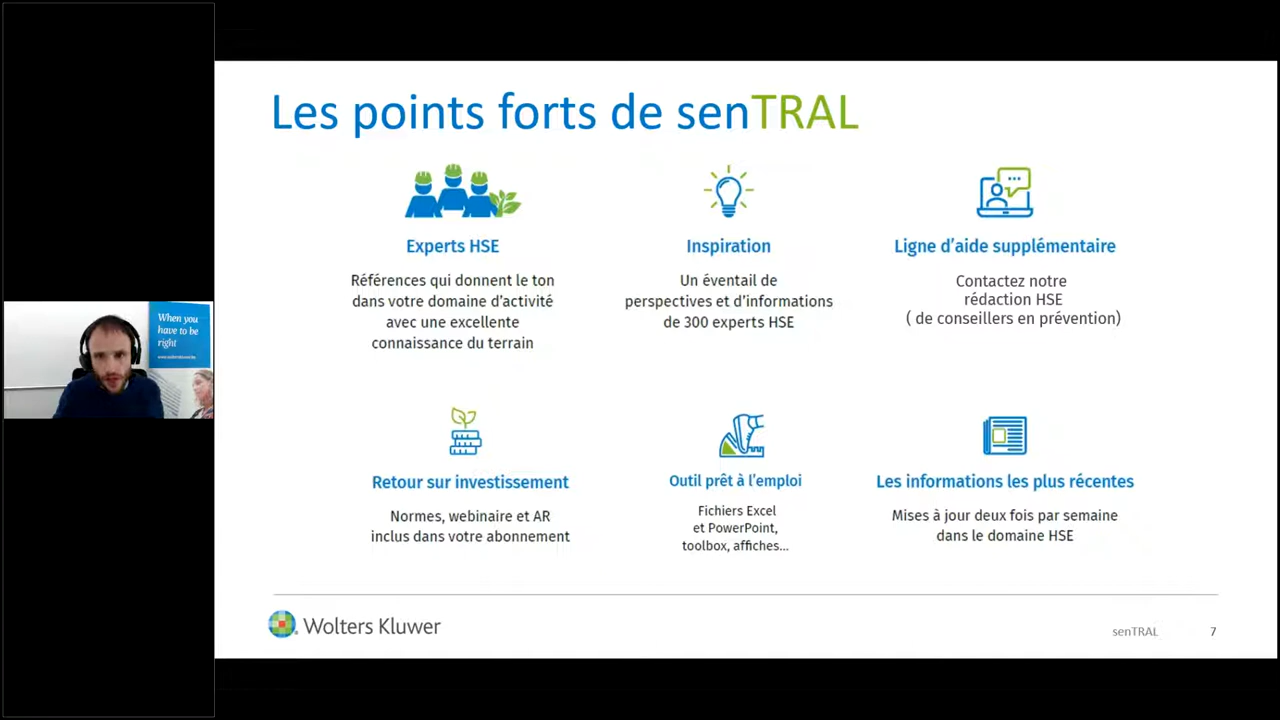 Les points forts de senTRAL
Experts HSE
Références qui donnent le ton
dans votre domaine d'activité
avec une excellente
connaissance du terrain
Inspiration
Un éventail de
perspectives et d'informations
de 300 experts HSE
Ligne d'aide supplémentaire
Contactez notre
rédaction HSE
( de conseillers en prévention)
Retour sur investissement
Normes, webinaire et AR
inclus dans votre abonnement
Outil prêt à l'emploi
Fichiers Excel
et PowerPoint,
toolbox, affiches...
Les informations les plus récentes
Mises à jour deux fois par semaine
dans le domaine HSE
When you
have to be
right
Wolters Kluwer
senTRAL
7